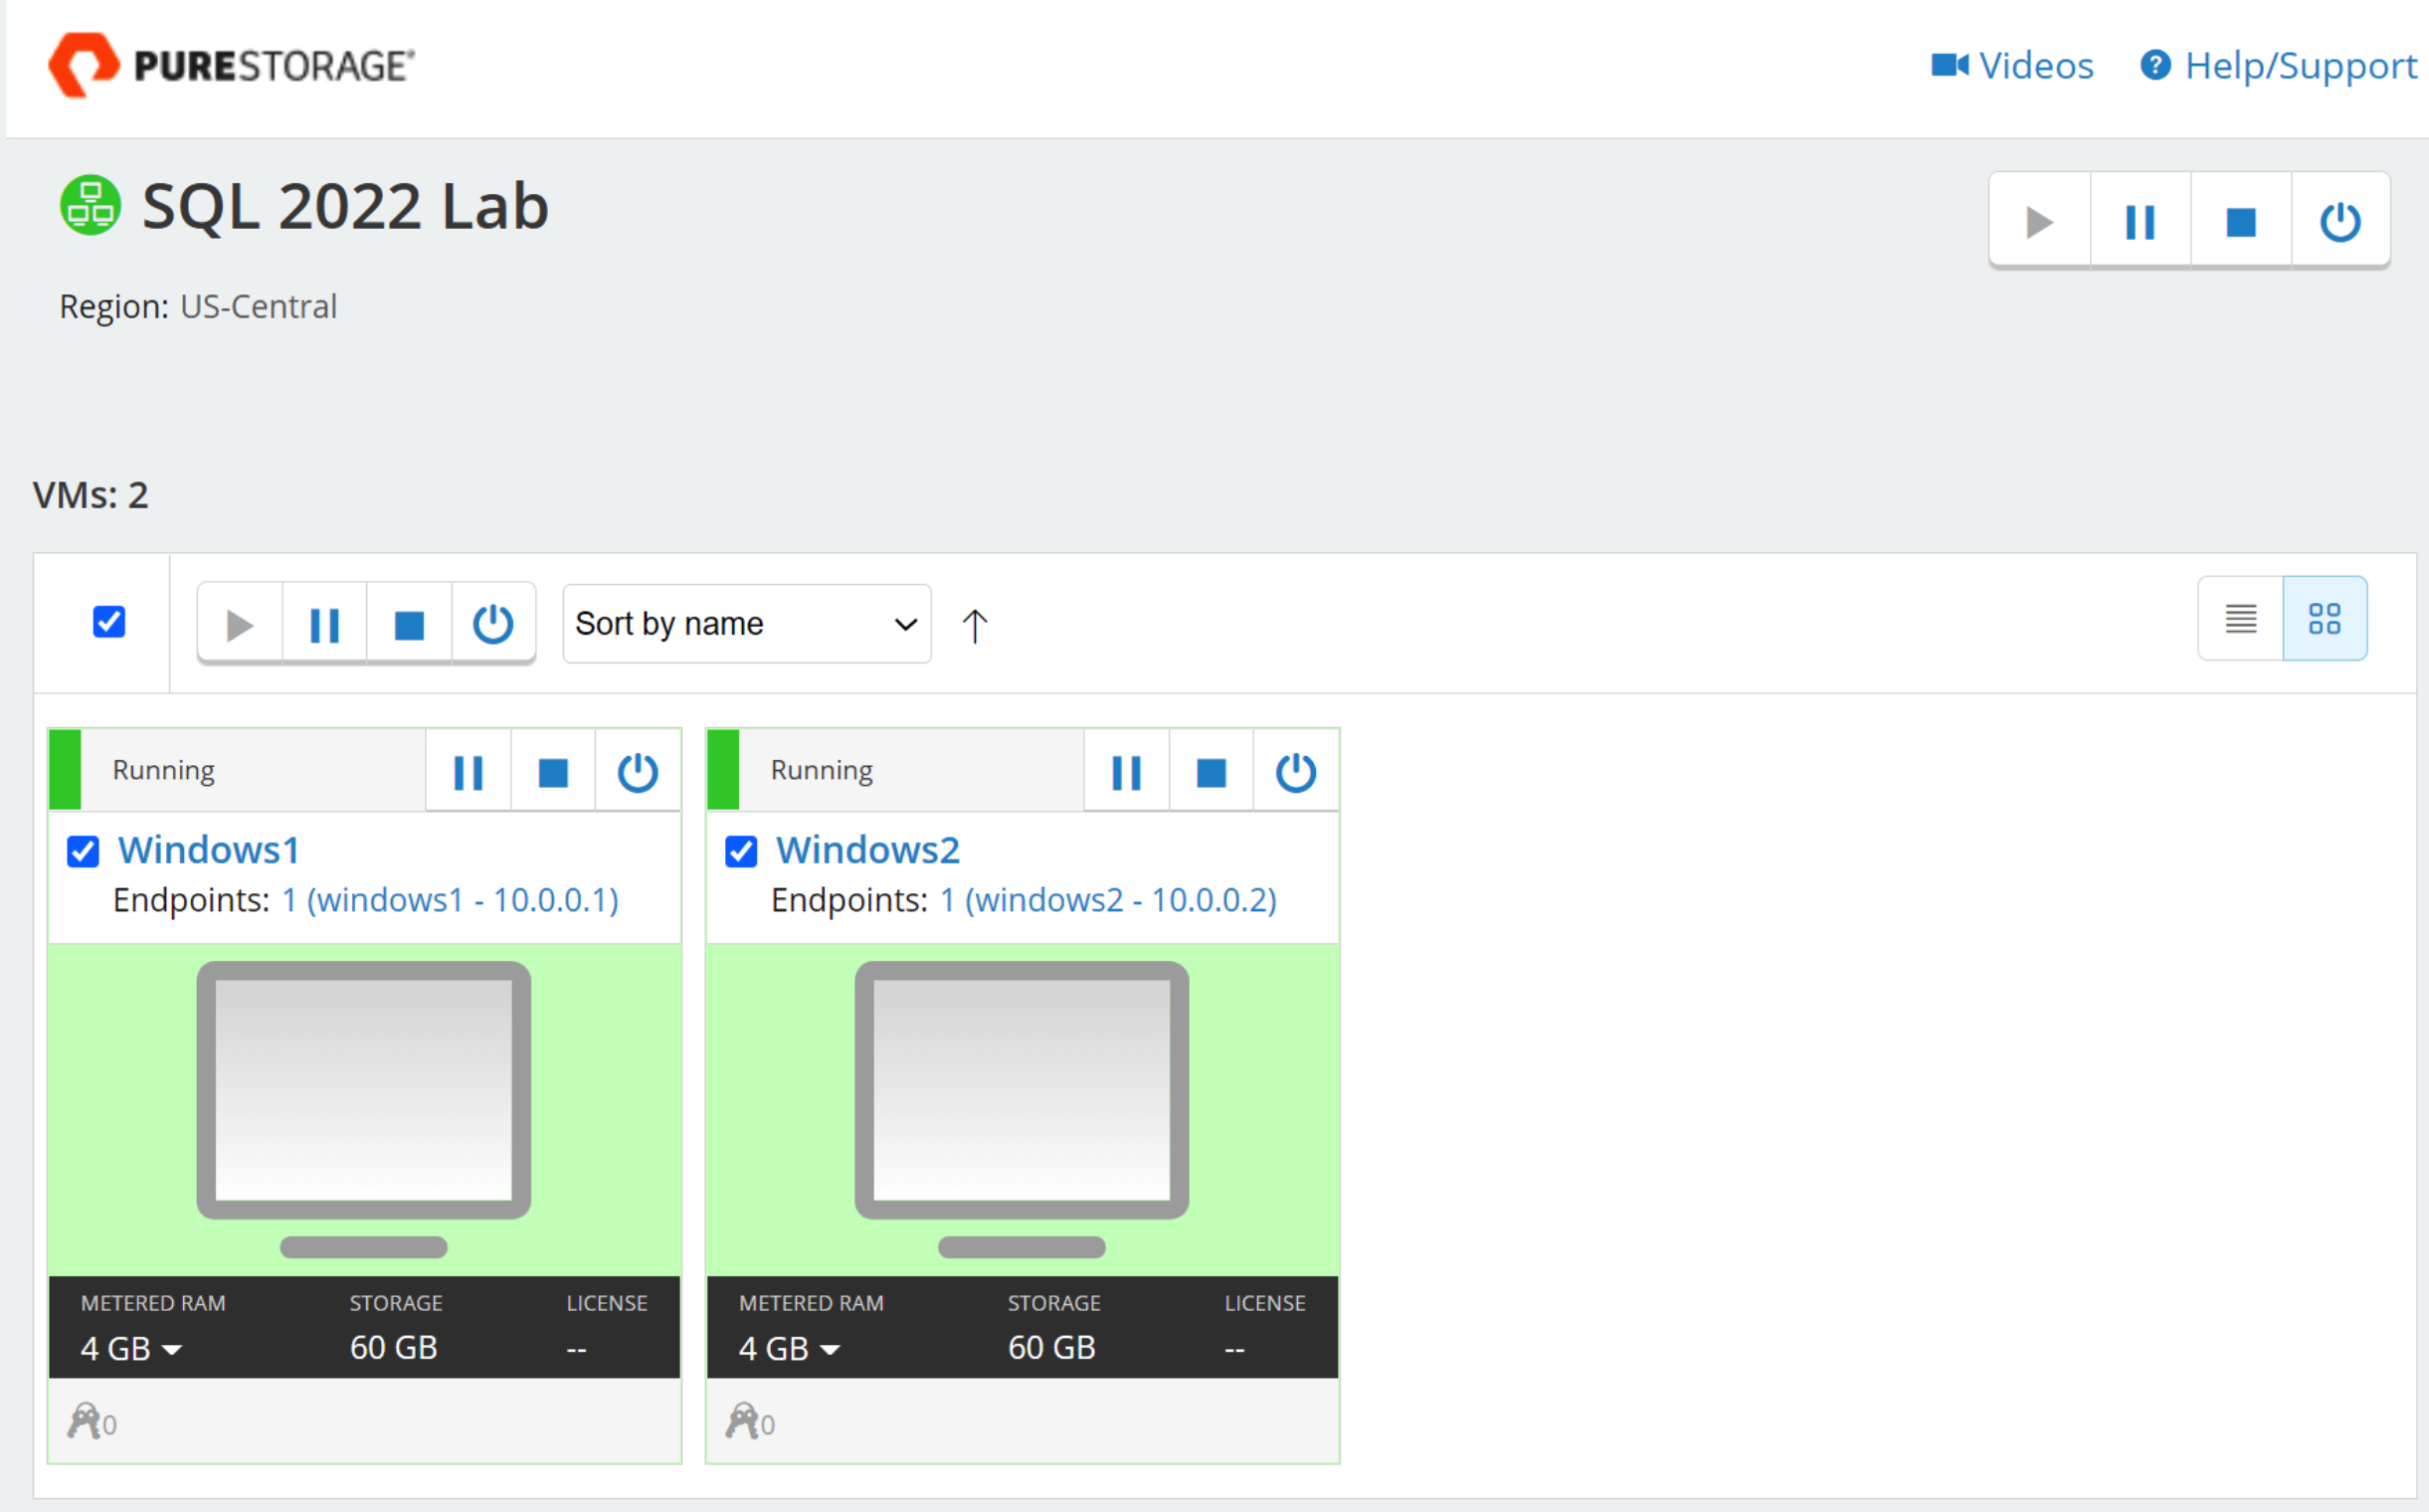 PURESTORAGE®
Videos
Help/Support
SQL 2022 Lab
Region: US-Central
VMs: 2
Sort by name
Running
Windows1
Endpoints: 1 (windows1 - 10.0.0.1)
METERED RAM STORAGE LICENSE
4 GB 60 GB --
0
Running
Windows2
Endpoints: 1 (windows2 - 10.0.0.2)
METERED RAM STORAGE LICENSE
4 GB 60 GB --
0